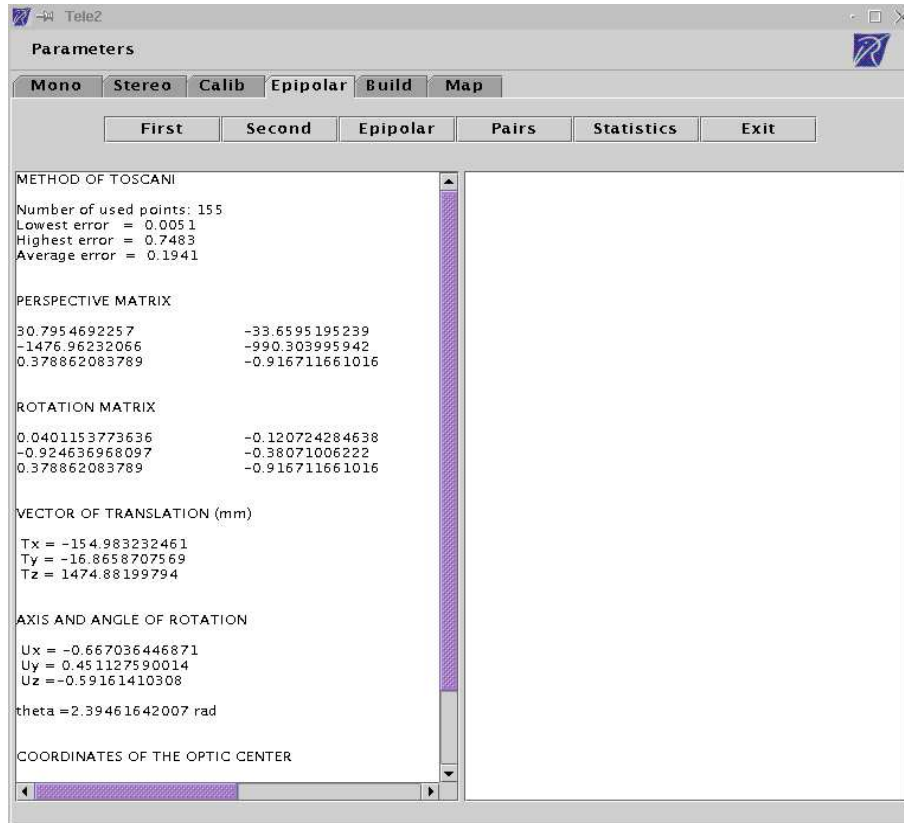 Tele2
Parameters
Mono Stereo Calib Epipolar Build Map
First Second Epipolar Pairs Statistics Exit
METHOD OF TOSCANI
Number of used points: 155
Lowest error = 0.0051
Highest error = 0.7483
Average error = 0.1941
PERSPECTIVE MATRIX
30.7954692257 -33.6595195239
-1476.96232066 -990.303995942
0.378862083789 -0.916711661016
ROTATION MATRIX
0.0401153773636 -0.120724284638
-0.924636968097 -0.38071006222
0.378862083789 -0.916711661016
VECTOR OF TRANSLATION (mm)
Tx = -154.983232461
Ty = -16.8658707569
Tz = 1474.88199794
AXIS AND ANGLE OF ROTATION
Ux = -0.667036446871
Uy = 0.451127590014
Uz =-0.59161410308
theta =2.39461642007 rad
COORDINATES OF THE OPTIC CENTER